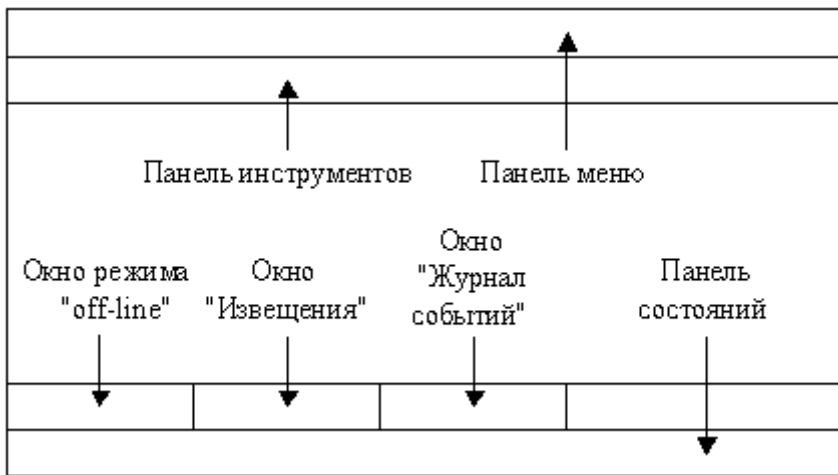 Панель инструментов
Панель меню
Окно режима
"off-line"
Окно
"Извещения"
Окно
"Журнал
событий"
Панель
состояний